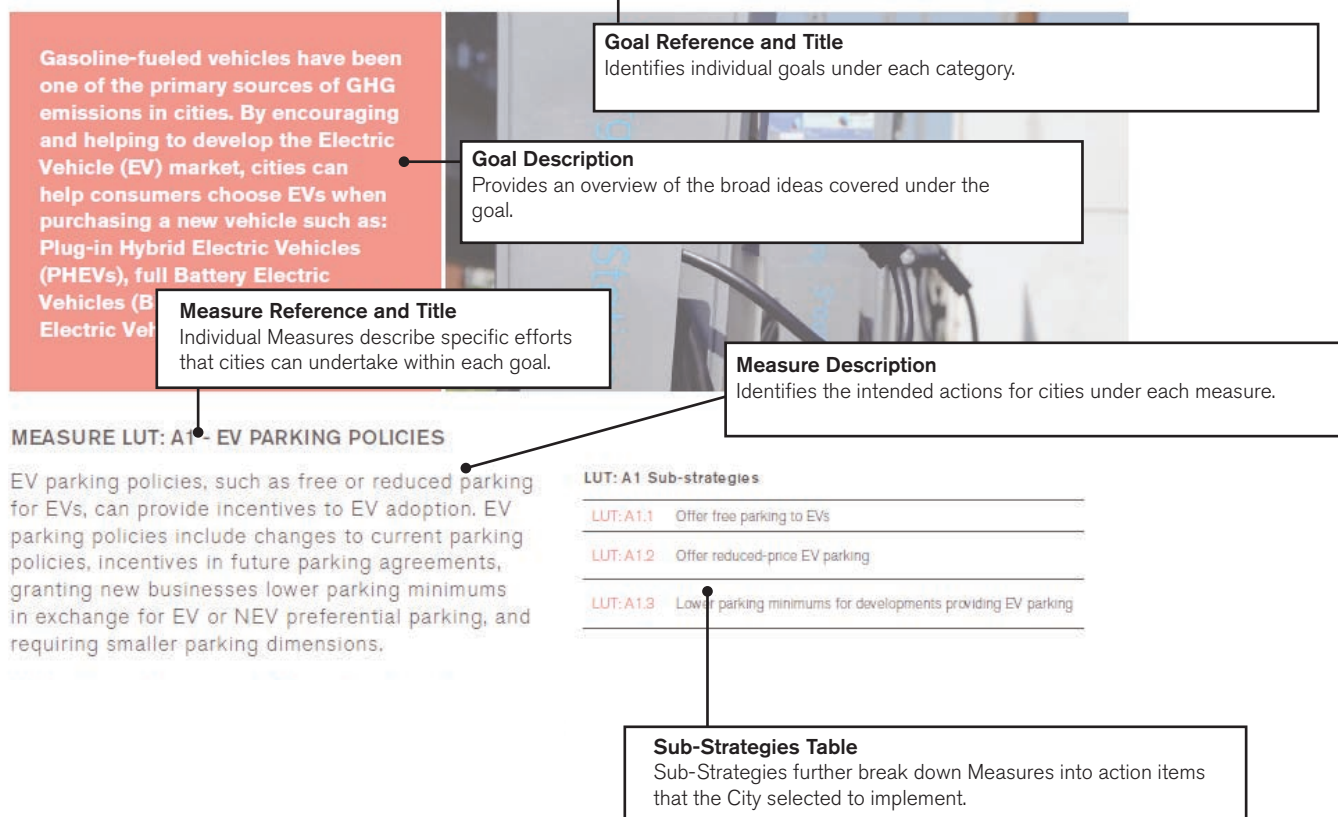 Gasoline-fueled vehicles have been
one of the primary sources of GHG
emissions in cities. By encouraging
and helping to develop the Electric
Vehicle (EV) market, cities can
help consumers choose EVs when
purchasing a new vehicle such as:
Plug-in Hybrid Electric Vehicles
(PHEVs), full Battery Electric
Vehicles (B
Electric Veh
Goal Reference and Title
Identifies individual goals under each category.
Goal Description
Provides an overview of the broad ideas covered under the
goal.
Measure Reference and Title
Individual Measures describe specific efforts
that cities can undertake within each goal.
Measure Description
Identifies the intended actions for cities under each measure.
MEASURE LUT: A1 - EV PARKING POLICIES
EV parking policies, such as free or reduced parking
for EVs, can provide incentives to EV adoption. EV
parking policies include changes to current parking
policies, incentives in future parking agreements,
granting new businesses lower parking minimums
in exchange for EV or NEV preferential parking, and
requiring smaller parking dimensions.
LUT: A1 Sub-strategies
LUT: A1.1 Offer free parking to EVs
LUT: A1.2 Offer reduced-price EV parking
LUT: A1.3 Lower parking minimums for developments providing EV parking
Sub-Strategies Table
Sub-Strategies further break down Measures into action items
that the City selected to implement.